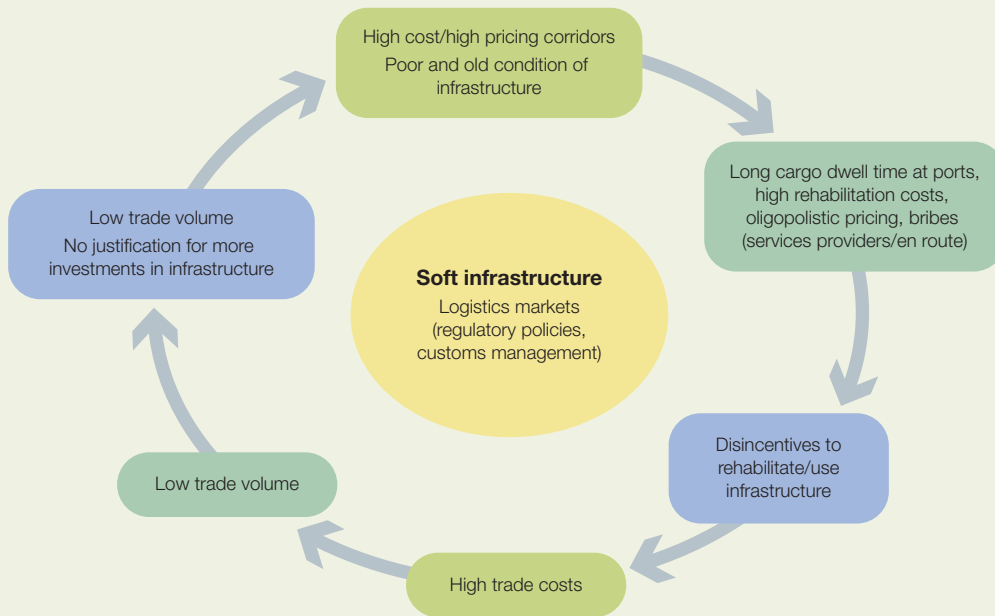 High cost/high pricing corridors
Poor and old condition of
infrastructure
Long cargo dwell time at ports,
high rehabilitation costs,
oligopolistic pricing, bribes
(services providers/en route)
Disincentives to
rehabilitate/use
infrastructure
High trade costs
Low trade volume
Low trade volume
No justification for more
investments in infrastructure
Soft infrastructure
Logistics markets
(regulatory policies,
customs management)